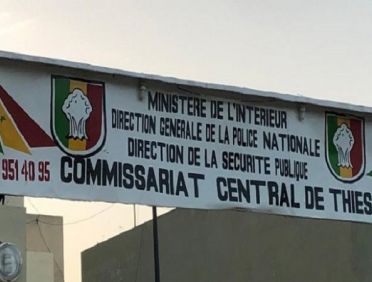 MINISTERE DE L'INTERIEUR
DIRECTION GENERALE DE LA POLICE NATIONALE
DIRECTION DE LA SECURITE PUBLIQUE
951 40 95 COMMISSARIAT CENTRAL DE THIES